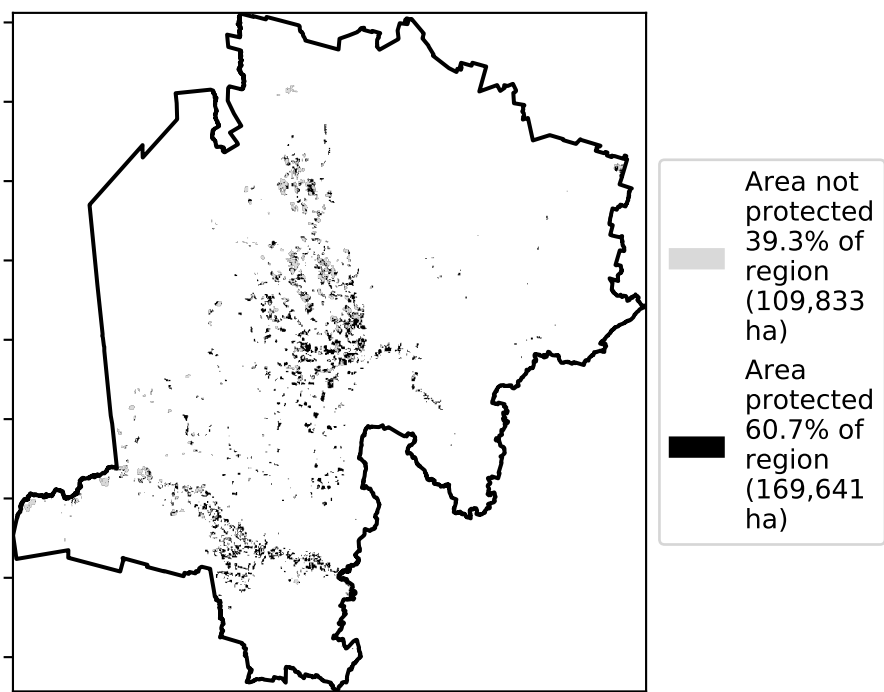 Area not
protected
39.3% of
region
(109,833
ha)
Area
protected
60.7% of
region
(169,641
ha)